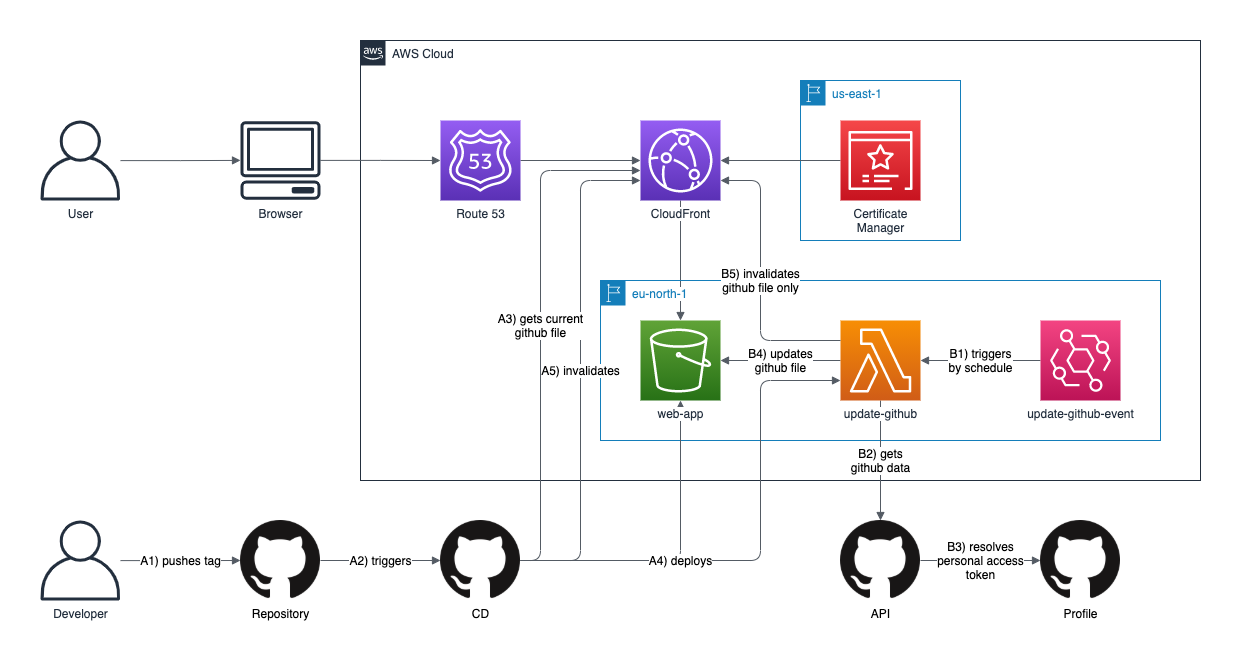 aws
AWS Cloud
us-east-1
53
User
Browser
Route 53
CloudFront
Certificate
Manager
B5) invalidates
github file only
eu-north-1
A3) gets current
github file
B4) updates
github file
B1) triggers
by schedule
A5) invalidates
web-app
update-github
update-github-event
B2) gets
github data
A1) pushes tag
A2) triggers
A4) deploys
B3) resolves
personal access
token
Developer
Repository
CD
API
Profile